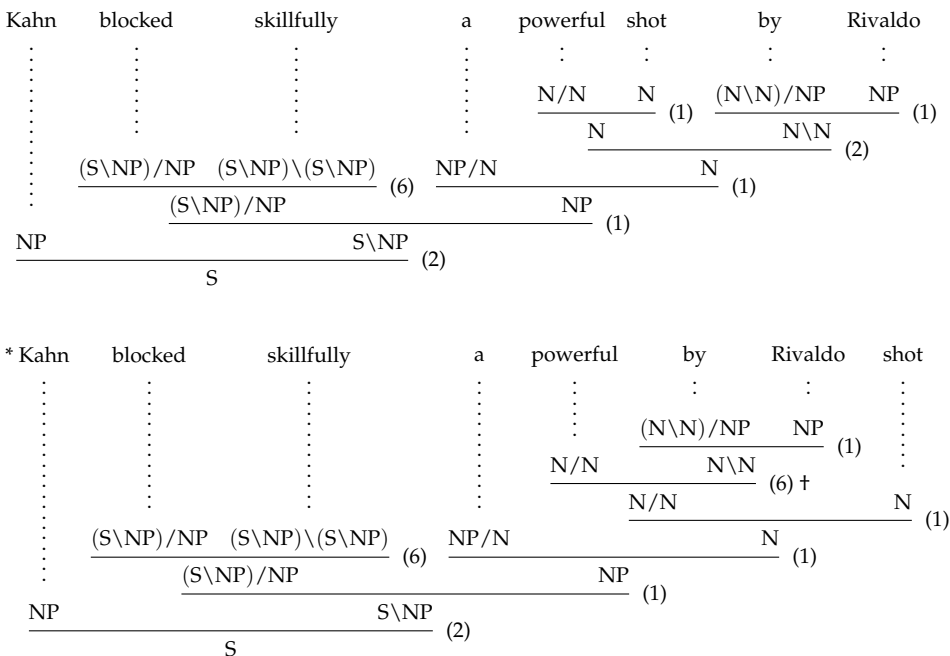 Kahn blocked skillfully a powerful shot by Rivaldo
N/N N (1) (N\N)/NP NP (1)
N N\N (2)
(S\NP)/NP (S\NP)\(S\NP) (6) NP/N N (1)
(S\NP)/NP NP (1)
NP S\NP (2)
S
* Kahn blocked skillfully a powerful by Rivaldo shot
(N\N)/NP NP (1)
N/N N\N (6) †
N/N N (1)
(S\NP)/NP (S\NP)\(S\NP) (6) NP/N N (1)
(S\NP)/NP NP (1)
NP S\NP (2)
S